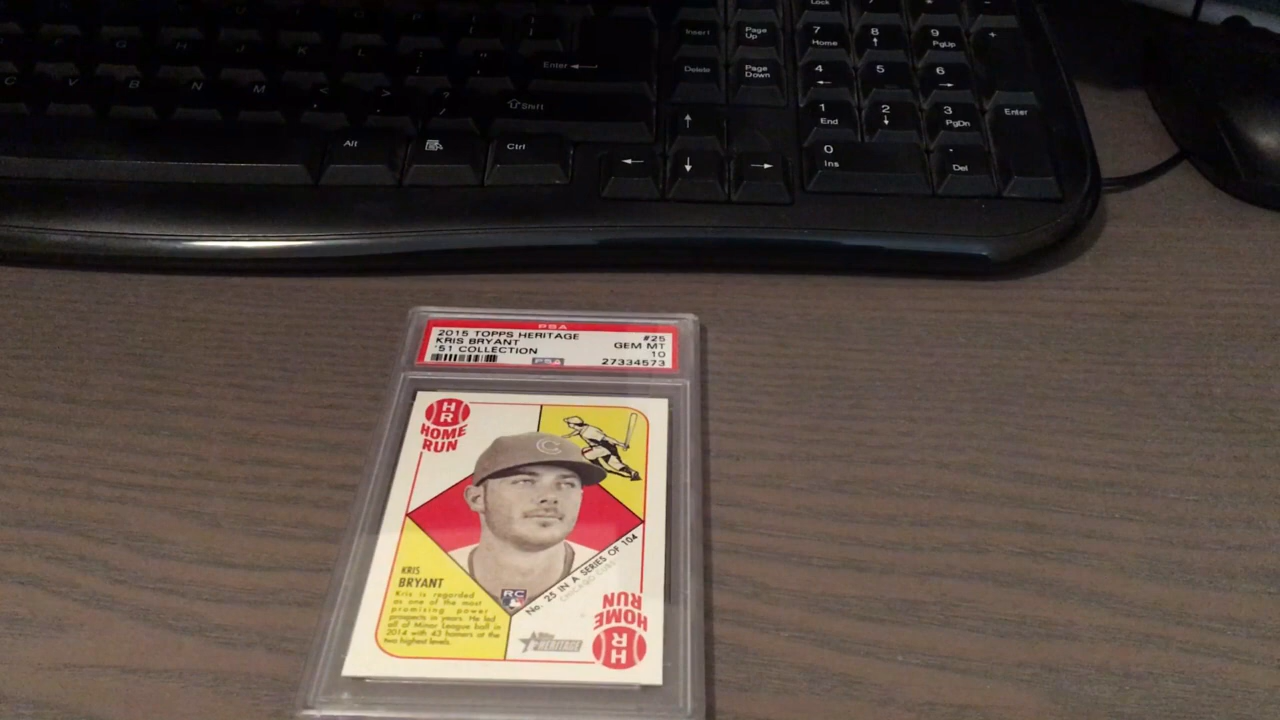 Lock
Insert Page Up 7 Home 8 9 PgUp +
G H J K L
Enter Delete Page Down 4 5 6
C V B N M < > ? /
Shift 1 End 2 3 PgDn Enter
Alt Ctrl 0 Ins . Del
PSA
2015 TOPPS HERITAGE #25
KRIS BRYANT GEM MT
'51 COLLECTION PSA 10
27334573
HR
HOME
RUN
C
KRIS
BRYANT
Kris is regarded
as one of the most
promising power
prospects in years. He led
all of Minor League ball in
2014 with 43 homers at the
two highest levels.
RC
No. 25 IN A SERIES OF 104
CHICAGO CUBS
Topps HERITAGE
HR
HOME
RUN